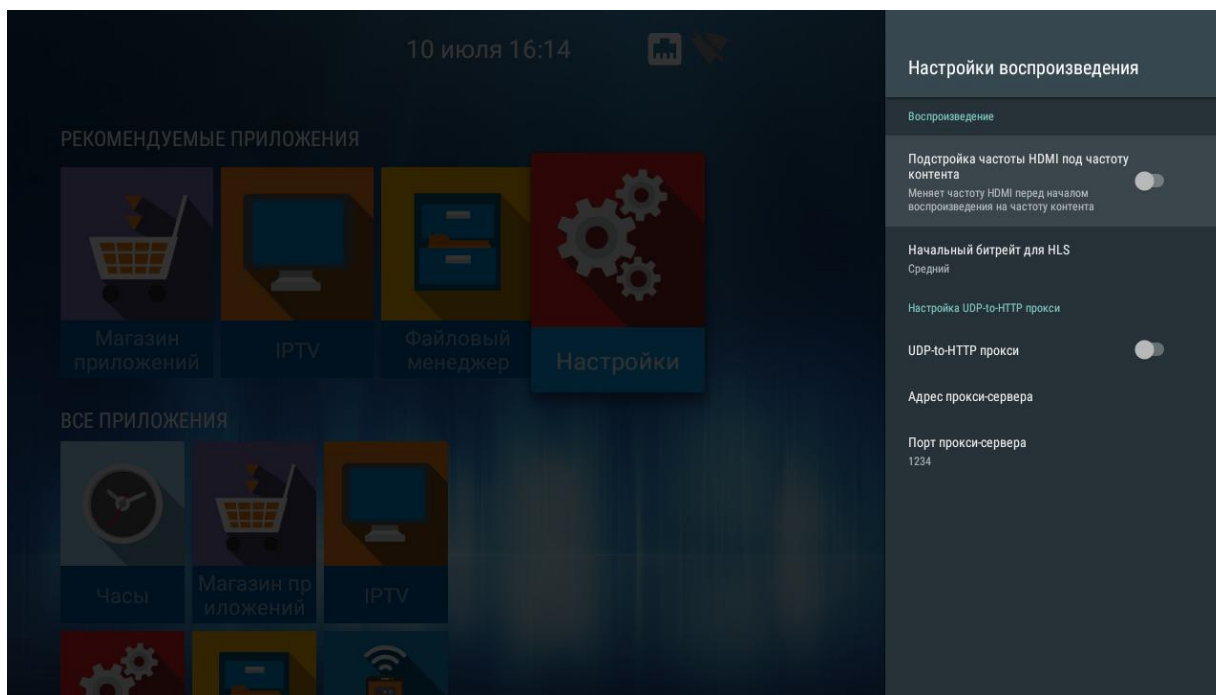 10 июля 16:14
РЕКОМЕНДУЕМЫЕ ПРИЛОЖЕНИЯ
Магазин
приложений
IPTV
Файловый
менеджер
Настройки
ВСЕ ПРИЛОЖЕНИЯ
Часы
Магазин пр
иложений
IPTV
Настройки воспроизведения
Воспроизведение
Подстройка частоты HDMI под частоту
контента
Меняет частоту HDMI перед началом
воспроизведения на частоту контента
Начальный битрейт для HLS
Средний
Настройка UDP-to-HTTP прокси
UDP-to-HTTP прокси
Адрес прокси-сервера
Порт прокси-сервера
1234